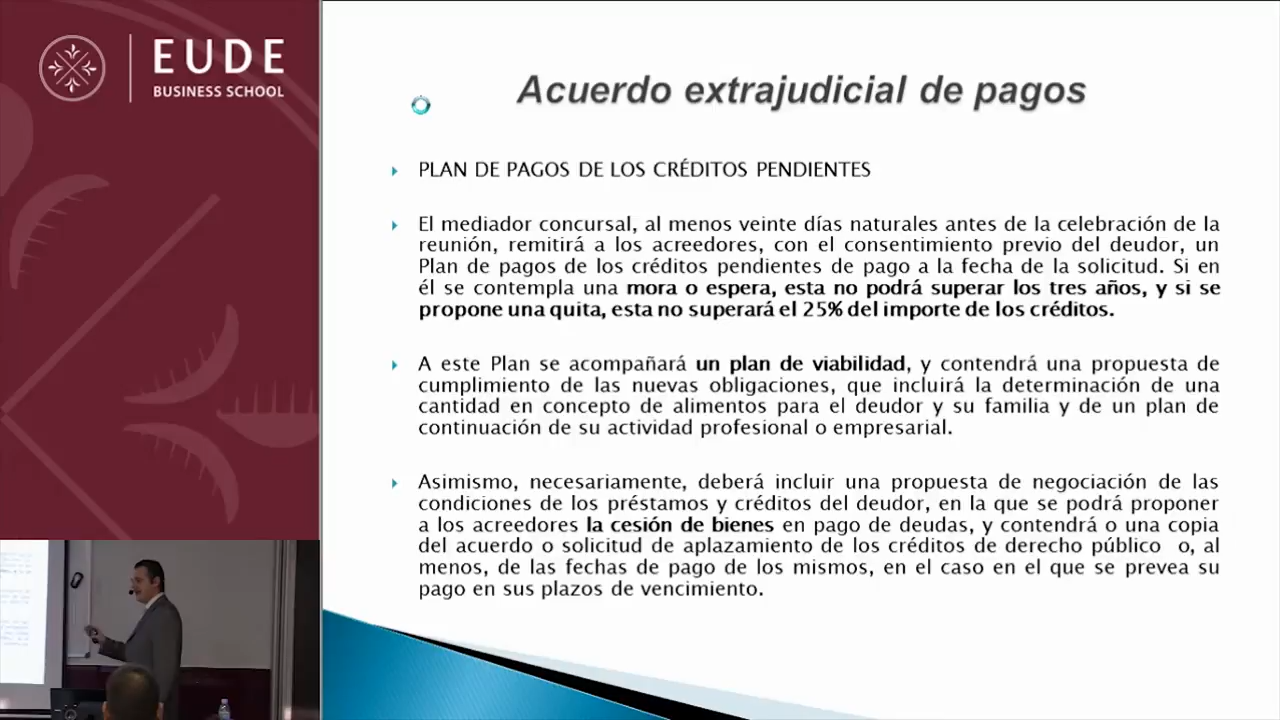 EUDE
BUSINESS SCHOOL
Acuerdo extrajudicial de pagos
PLAN DE PAGOS DE LOS CRÉDITOS PENDIENTES
El mediador concursal, al menos veinte días naturales antes de la celebración de la
reunión, remitirá a los acreedores, con el consentimiento previo del deudor, un
Plan de pagos de los créditos pendientes de pago a la fecha de la solicitud. Si en
él se contempla una mora o espera, esta no podrá superar los tres años, y si se
propone una quita, esta no superará el 25% del importe de los créditos.
A este Plan se acompañará un plan de viabilidad, y contendrá una propuesta de
cumplimiento de las nuevas obligaciones, que incluirá la determinación de una
cantidad en concepto de alimentos para el deudor y su familia y de un plan de
continuación de su actividad profesional o empresarial.
Asimismo, necesariamente, deberá incluir una propuesta de negociación de las
condiciones de los préstamos y créditos del deudor, en la que se podrá proponer
a los acreedores la cesión de bienes en pago de deudas, y contendrá o una copia
del acuerdo o solicitud de aplazamiento de los créditos de derecho público o, al
menos, de las fechas de pago de los mismos, en el caso en el que se prevea su
pago en sus plazos de vencimiento.